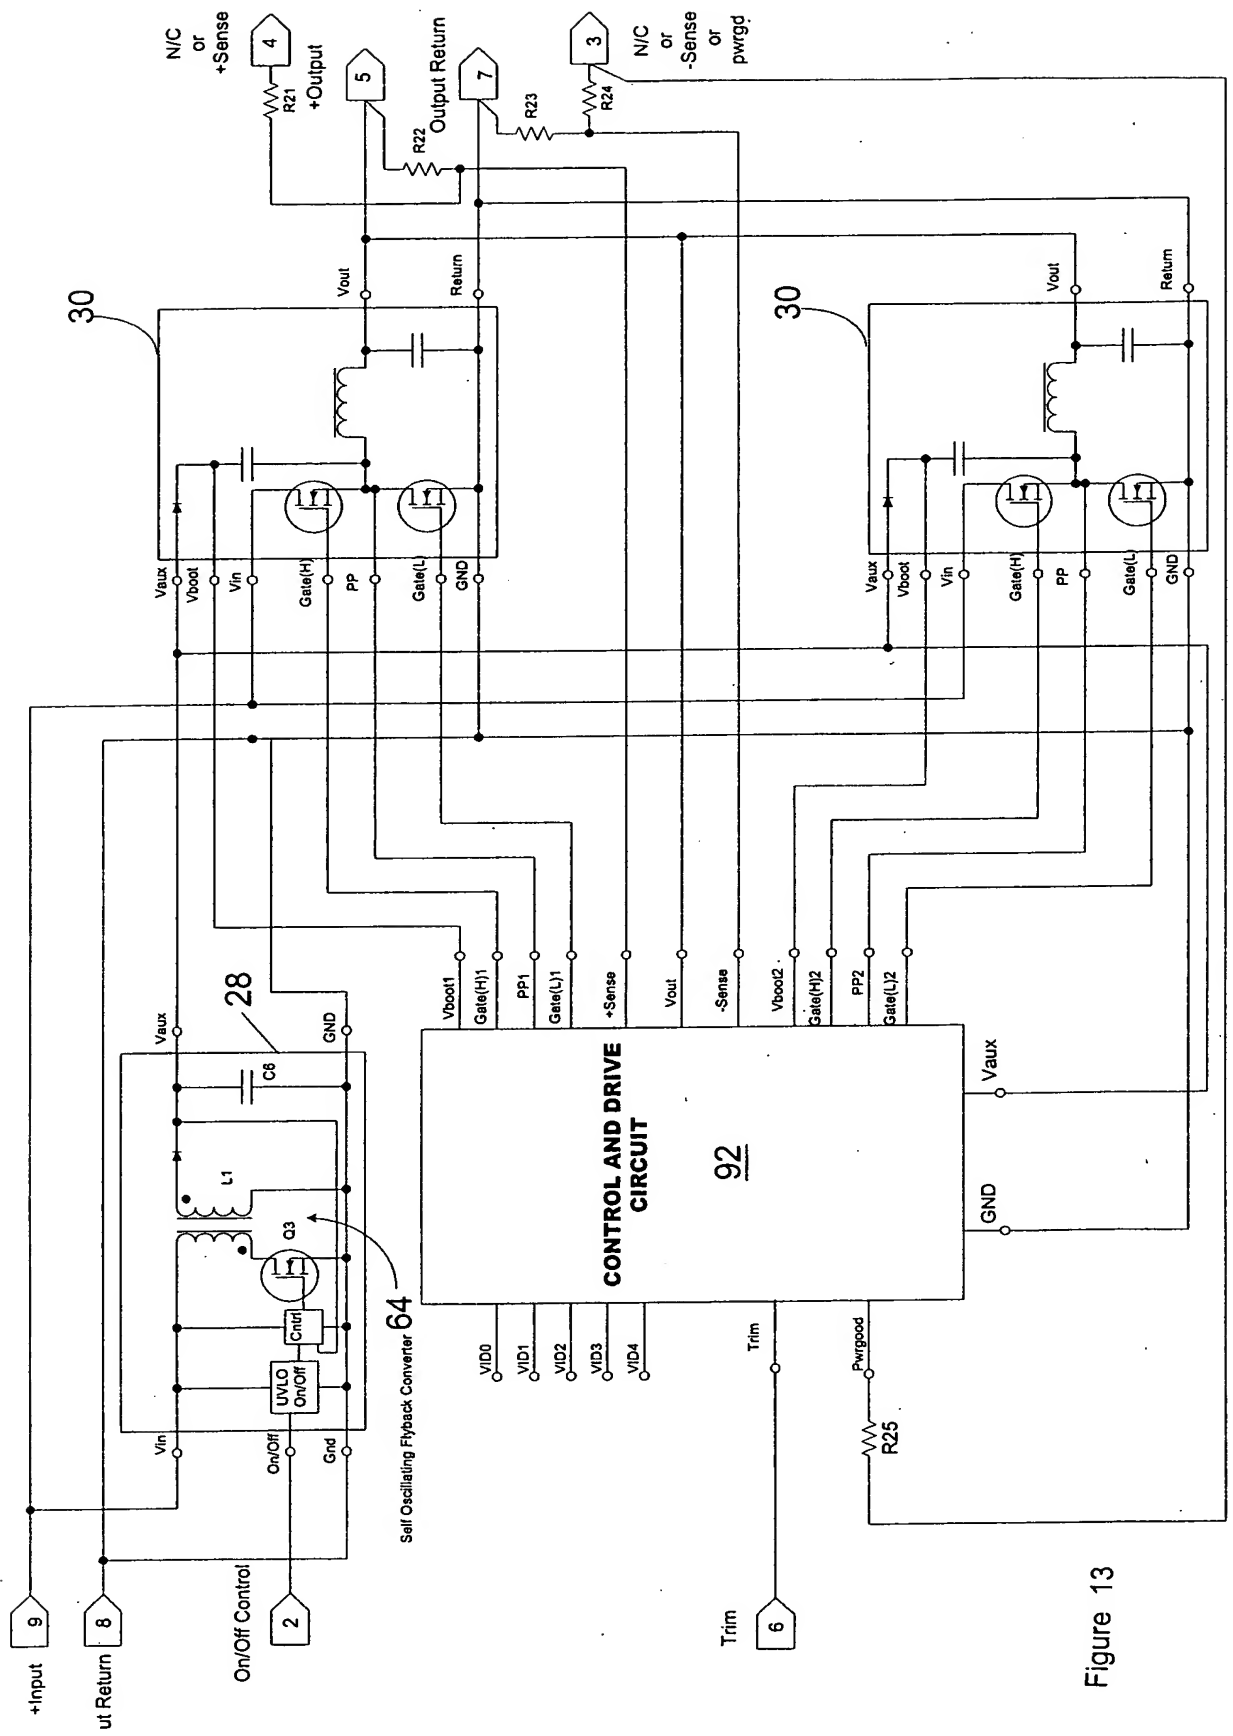 +Input
9
ut Return
8
On/Off Control
2
Trim
6
Vin
On/Off
Gnd
UVLO
On/Off
Cntrl
Q3
L1
C6
Vaux
GND
28
64
Self Oscillating Flyback Converter
CONTROL AND DRIVE
CIRCUIT
92
VID0
VID1
VID2
VID3
VID4
Trim
Pwrgood
R25
GND
Vaux
Vboot1
Gate(H)1
PP1
Gate(L)1
+Sense
Vout
-Sense
Vboot2
Gate(H)2
PP2
Gate(L)2
Vaux
Vboot
Vin
Gate(H)
PP
Gate(L)
GND
30
Vout
Return
Vaux
Vboot
Vin
Gate(H)
PP
Gate(L)
GND
30
Vout
Return
N/C
or
+Sense
4
R21
+Output
5
R22
Output Return
7
R23
3
R24
N/C
or
-Sense
or
pwrgd
Figure 13